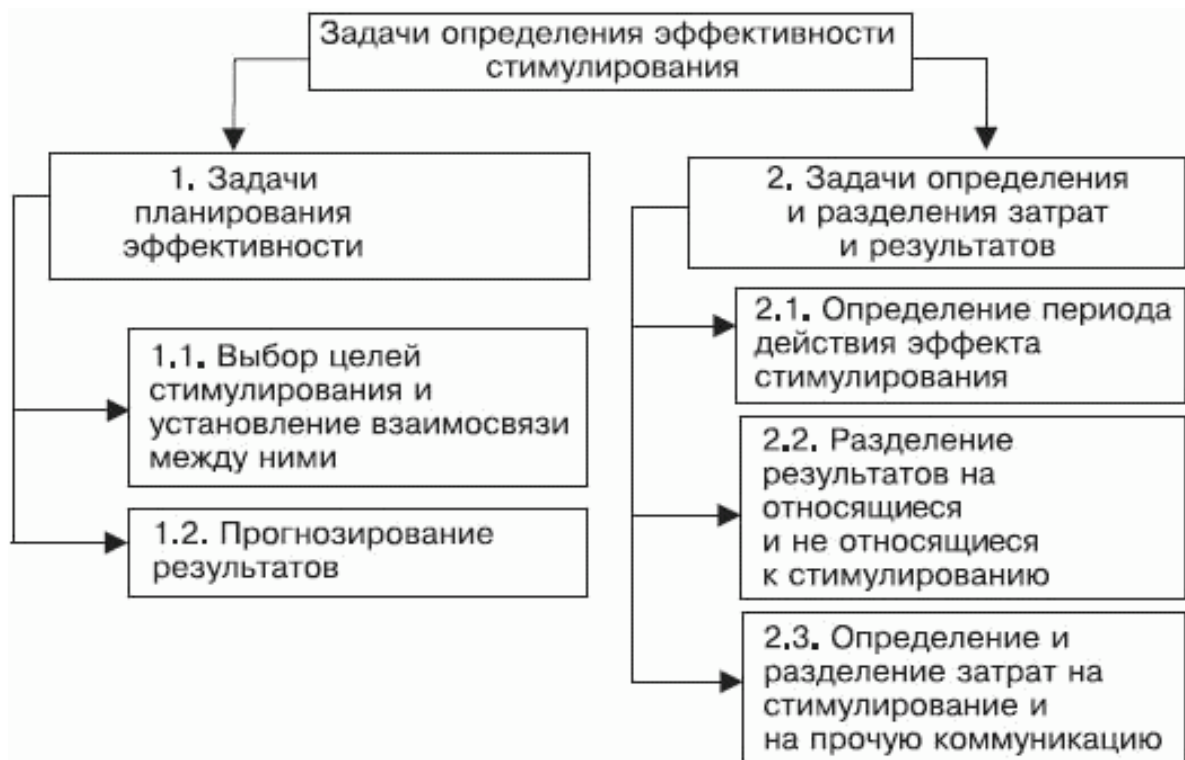 Задачи определения эффективности
стимулирования
1. Задачи
планирования
эффективности
1.1. Выбор целей
стимулирования и
установление взаимосвязи
между ними
1.2. Прогнозирование
результатов
2. Задачи определения
и разделения затрат
и результатов
2.1. Определение периода
действия эффекта
стимулирования
2.2. Разделение
результатов на
относящиеся
и не относящиеся
к стимулированию
2.3. Определение и
разделение затрат на
стимулирование и
на прочую коммуникацию